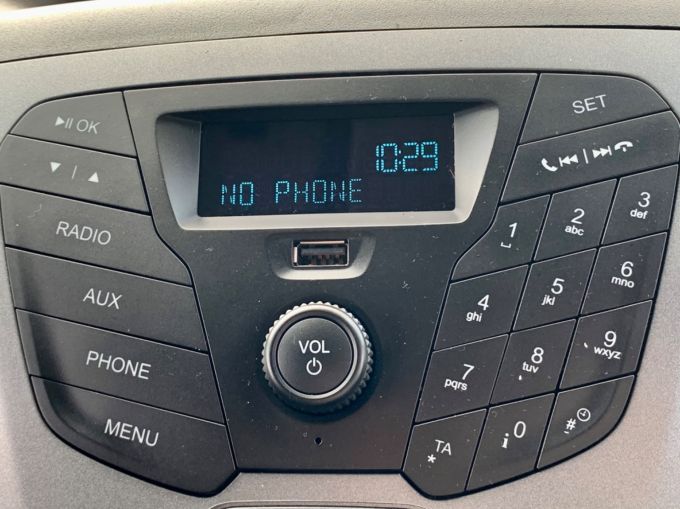 10:29
NO PHONE
OK
RADIO
AUX
PHONE
MENU
VOL
SET
1
2
abc
3
def
4
ghi
5
jkl
6
mno
7
pqrs
8
tuv
9
wxyz
TA
*
i 0
#